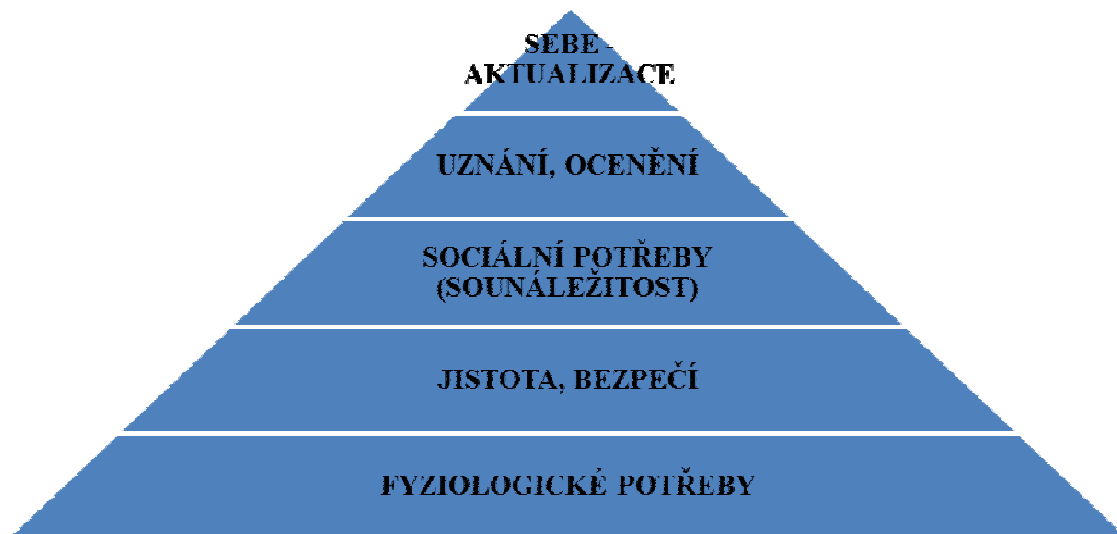 SEBE -
AKTUALIZACE
UZNÁNÍ, OCENĚNÍ
SOCIÁLNÍ POTŘEBY
(SOUNÁLEŽITOST)
JISTOTA, BEZPEČÍ
FYZIOLOGICKÉ POTŘEBY